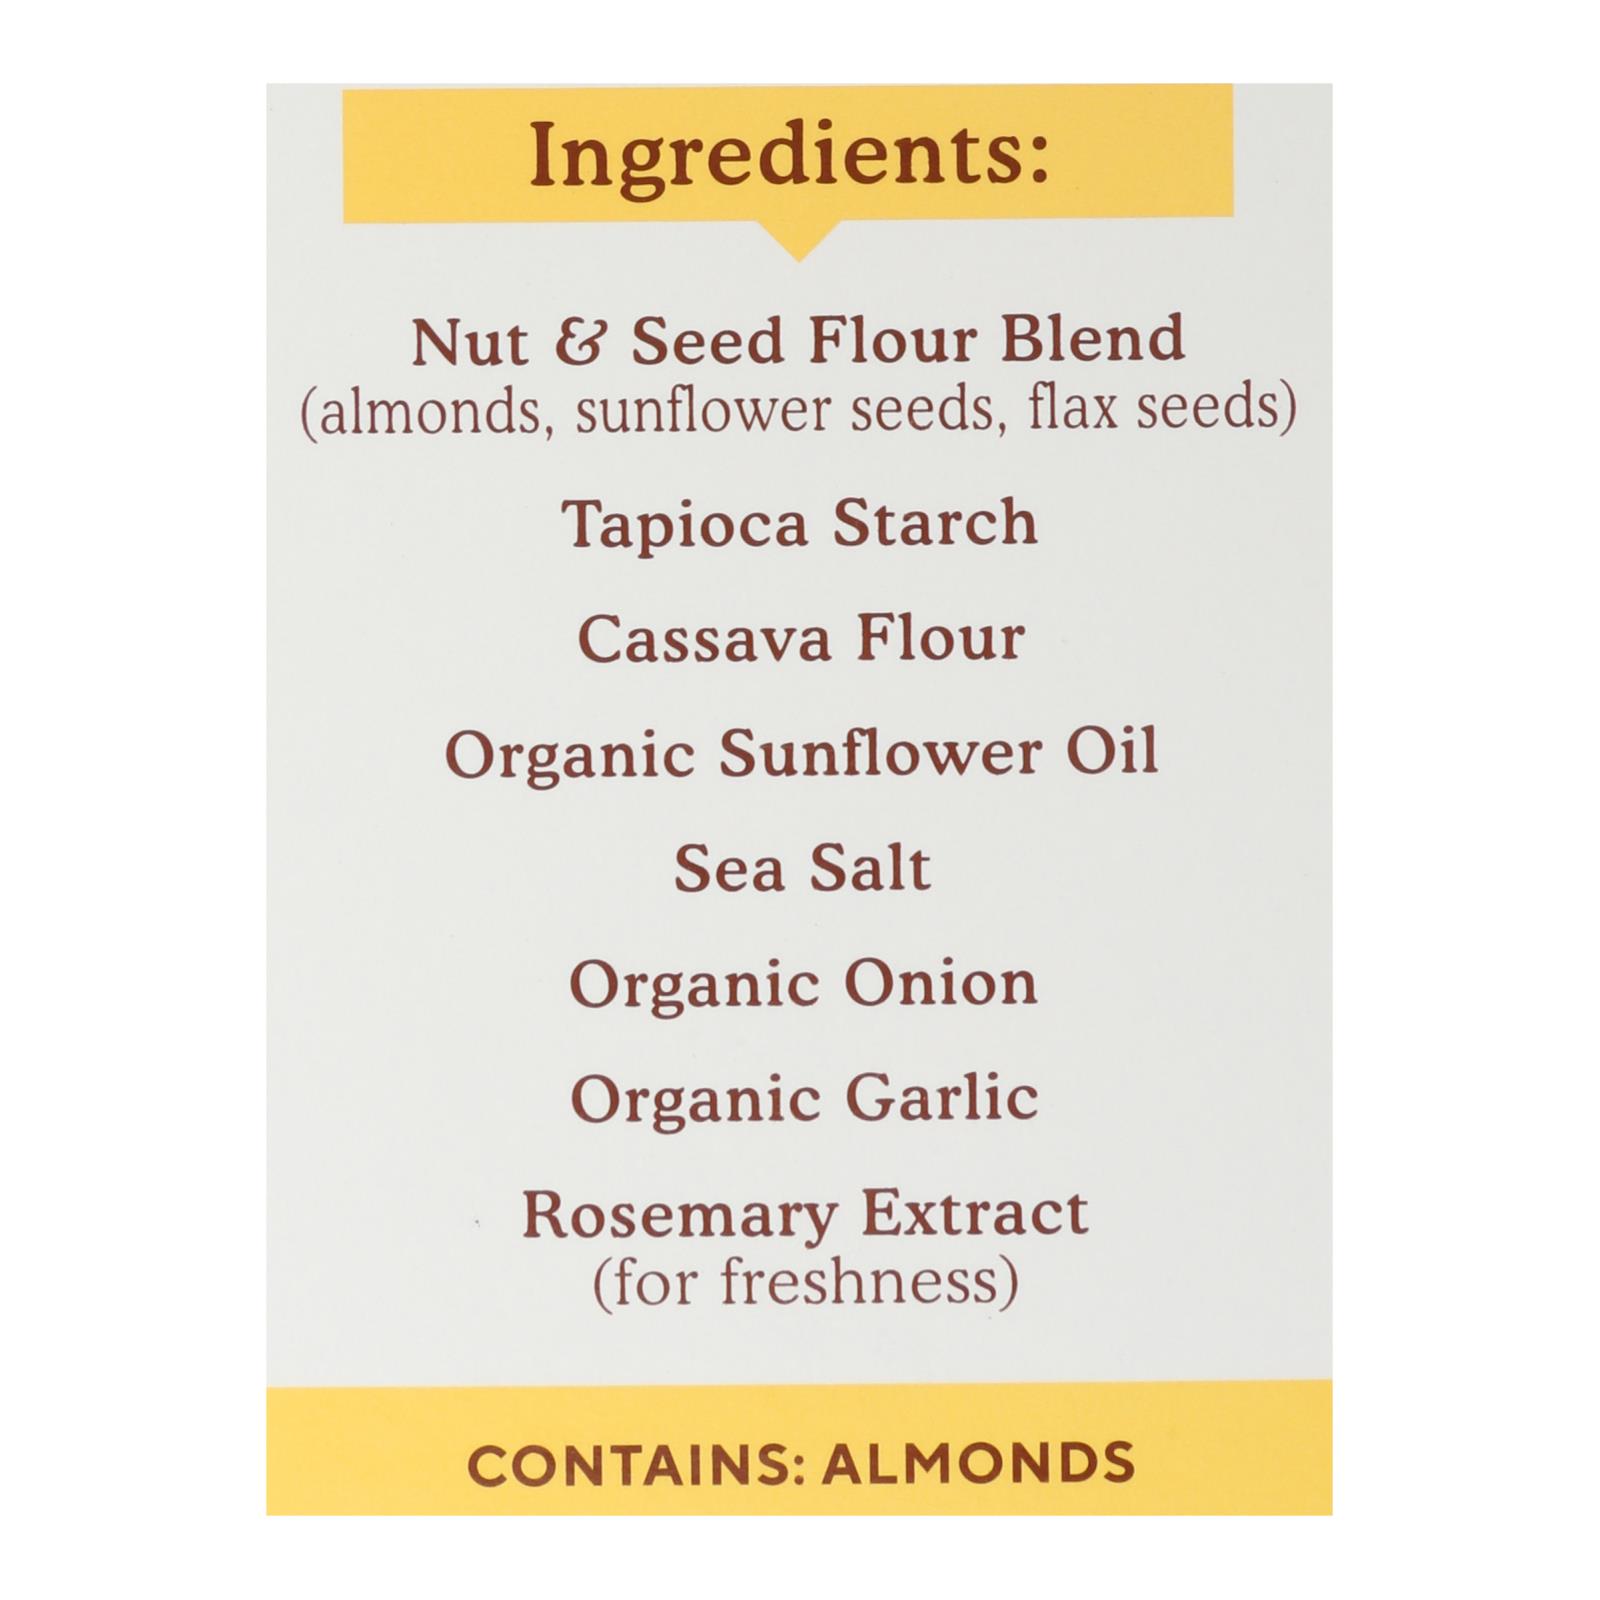 Ingredients:
Nut & Seed Flour Blend
(almonds, sunflower seeds, flax seeds)
Tapioca Starch
Cassava Flour
Organic Sunflower Oil
Sea Salt
Organic Onion
Organic Garlic
Rosemary Extract
(for freshness)
CONTAINS: ALMONDS